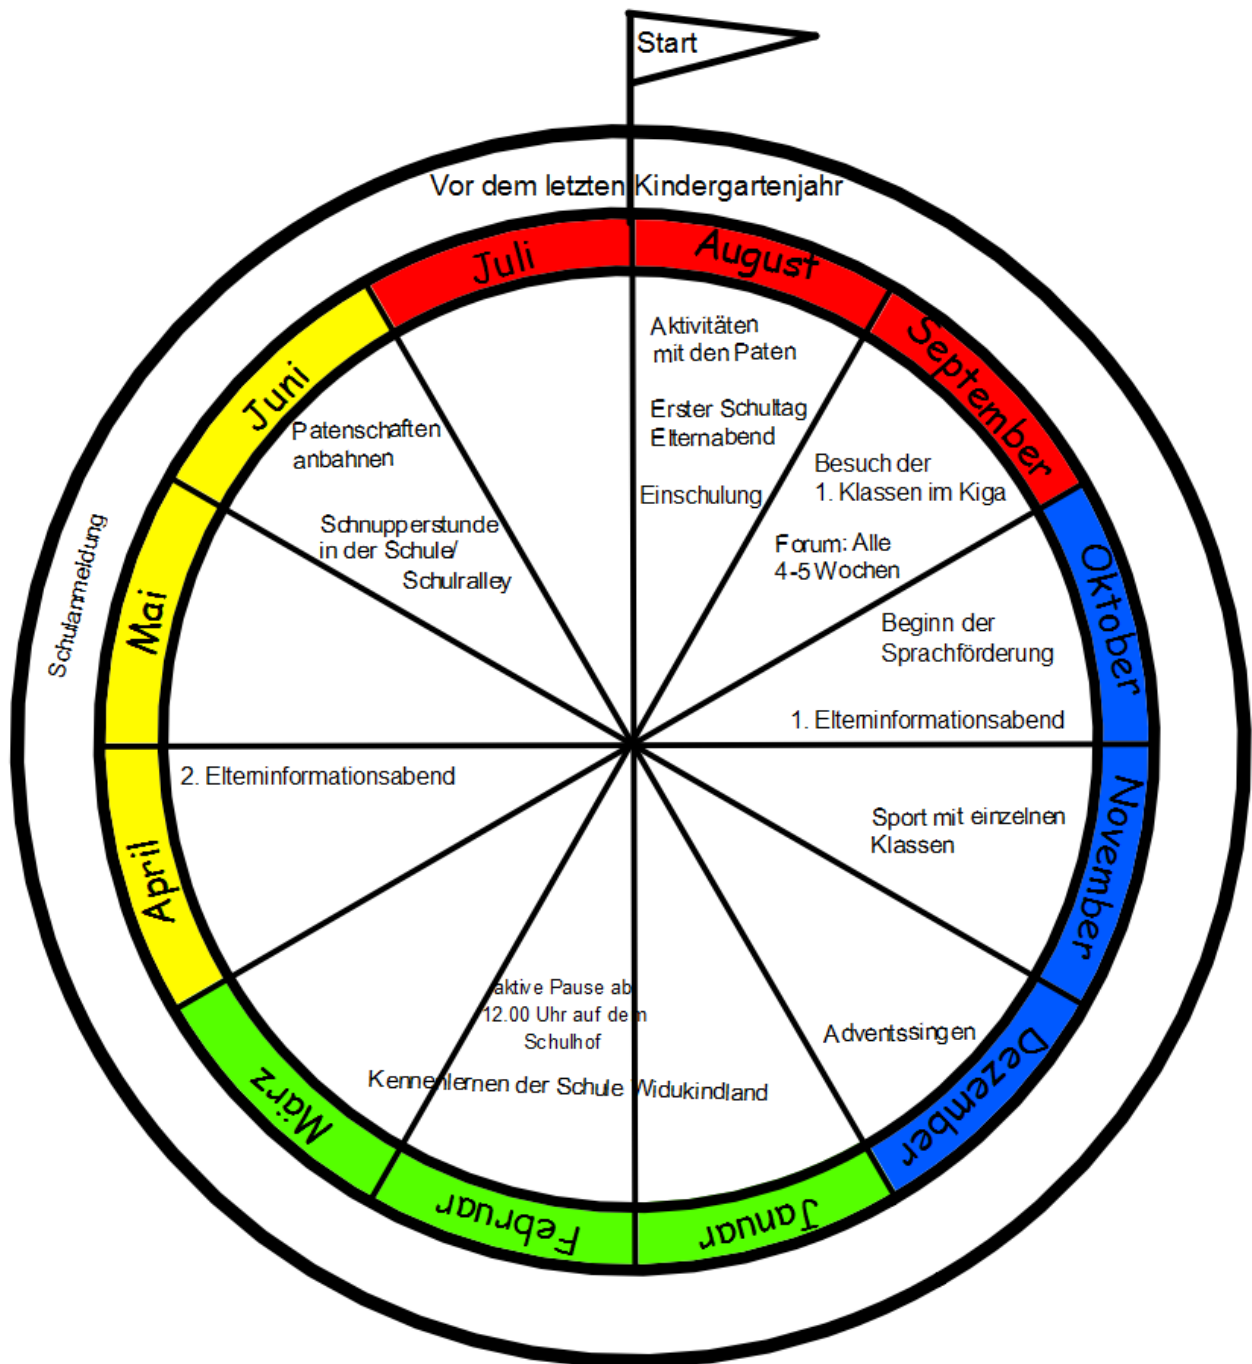 Start
Vor dem letzten Kindergartenjahr
August
Aktivitäten
mit den Paten
Erster Schultag
Elternabend
Einschulung
September
Besuch der
1. Klassen im Kiga
Forum: Alle
4-5 Wochen
Oktober
Beginn der
Sprachförderung
1. Elterninformationsabend
November
Sport mit einzelnen
Klassen
Dezember
Adventssingen
Januar
Februar
aktive Pause ab
12.00 Uhr auf dem
Schulhof
Kennenlernen der Schule Widukindland
März
April
2. Elterninformationsabend
Mai
Schulanmeldung
Juni
Patenschaften
anbahnen
Schnupperstunde
in der Schule/
Schulralley
Juli